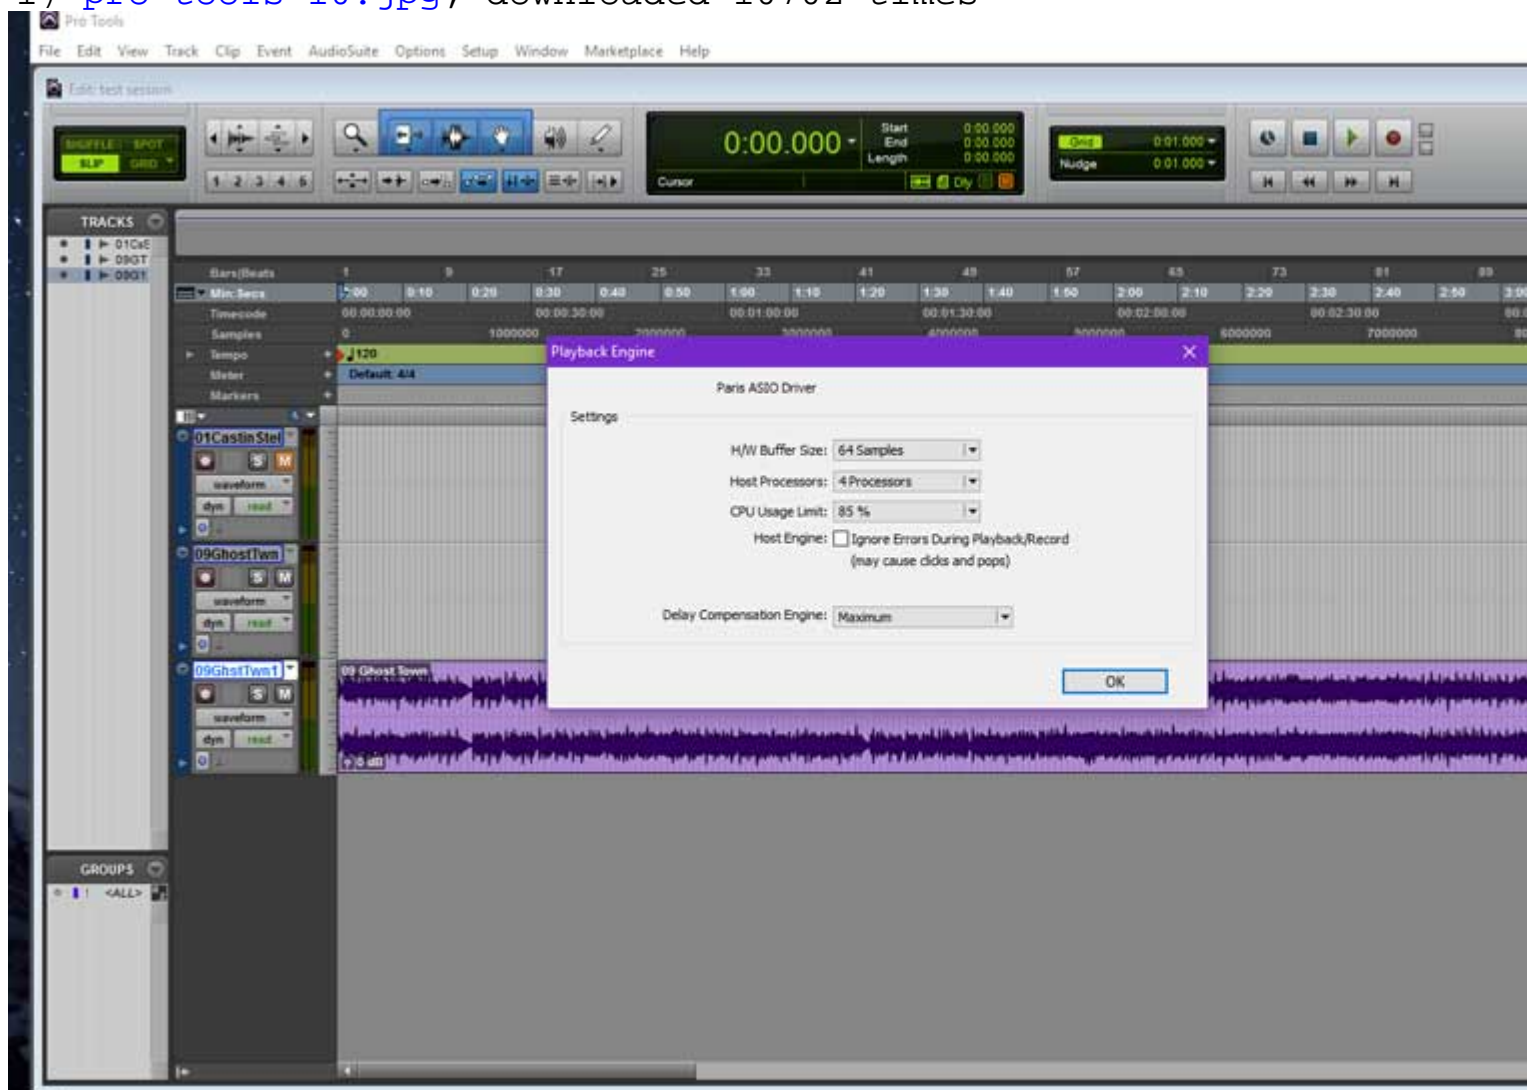 Pro Tools
File Edit View Track Clip Event AudioSuite Options Setup Window Marketplace Help
Edit: test session
SHUFFLE SPOT
SLIP GRID
1 2 3 4 5
0:00.000
Start 0:00.000
End 0:00.000
Length 0:00.000
Cursor
Dly
Grid 0:01.000
Nudge 0:01.000
TRACKS
01CsS
09GT
09G1
Bars|Beats 1 9 17 25 33 41 49 57 65 73 81 89
Min:Secs 0:00 0:10 0:20 0:30 0:40 0:50 1:00 1:10 1:20 1:30 1:40 1:50 2:00 2:10 2:20 2:30 2:40 2:50 3:00
Timecode 00:00:00:00 00:00:30:00 00:01:00:00 00:01:30:00 00:02:00:00 00:02:30:00
Samples 0 1000000 2000000 3000000 4000000 5000000 6000000 7000000
Tempo 120
Meter Default: 4/4
Markers
Playback Engine
Paris ASIO Driver
Settings
H/W Buffer Size: 64 Samples
Host Processors: 4 Processors
CPU Usage Limit: 85 %
Host Engine: Ignore Errors During Playback/Record
(may cause clicks and pops)
Delay Compensation Engine: Maximum
OK
01CastinStel
S M
waveform
dyn read
09GhostTwn
S M
waveform
dyn read
09GhstTwn1
S M
waveform
dyn read
09 Ghost Town
0 dB
GROUPS
! <ALL>